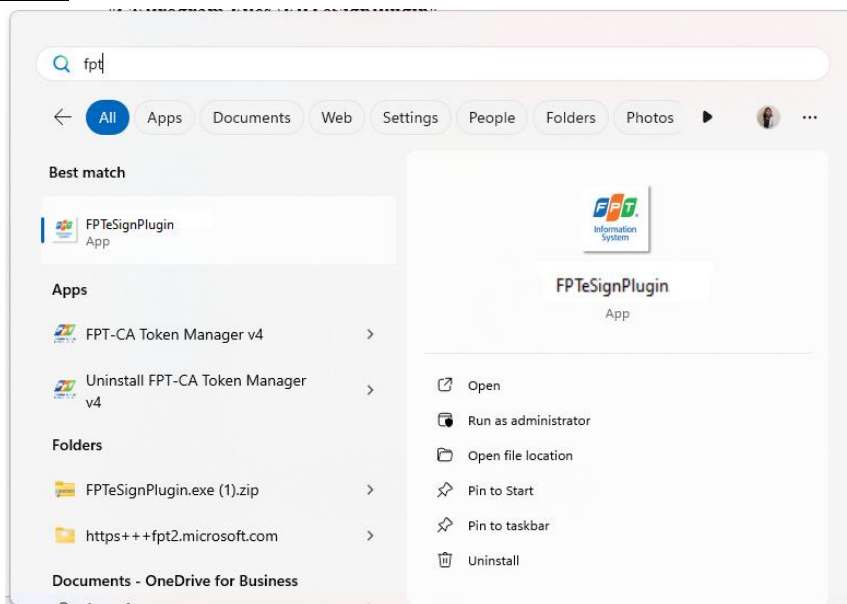 fpt
All
Apps
Documents
Web
Settings
People
Folders
Photos
Best match
FPTeSignPlugin
App
Apps
FPT-CA Token Manager v4
Uninstall FPT-CA Token Manager
v4
Folders
FPTeSignPlugin.exe (1).zip
https+++fpt2.microsoft.com
Documents - OneDrive for Business
FPT.
Information
System
FPTeSignPlugin
App
Open
Run as administrator
Open file location
Pin to Start
Pin to taskbar
Uninstall